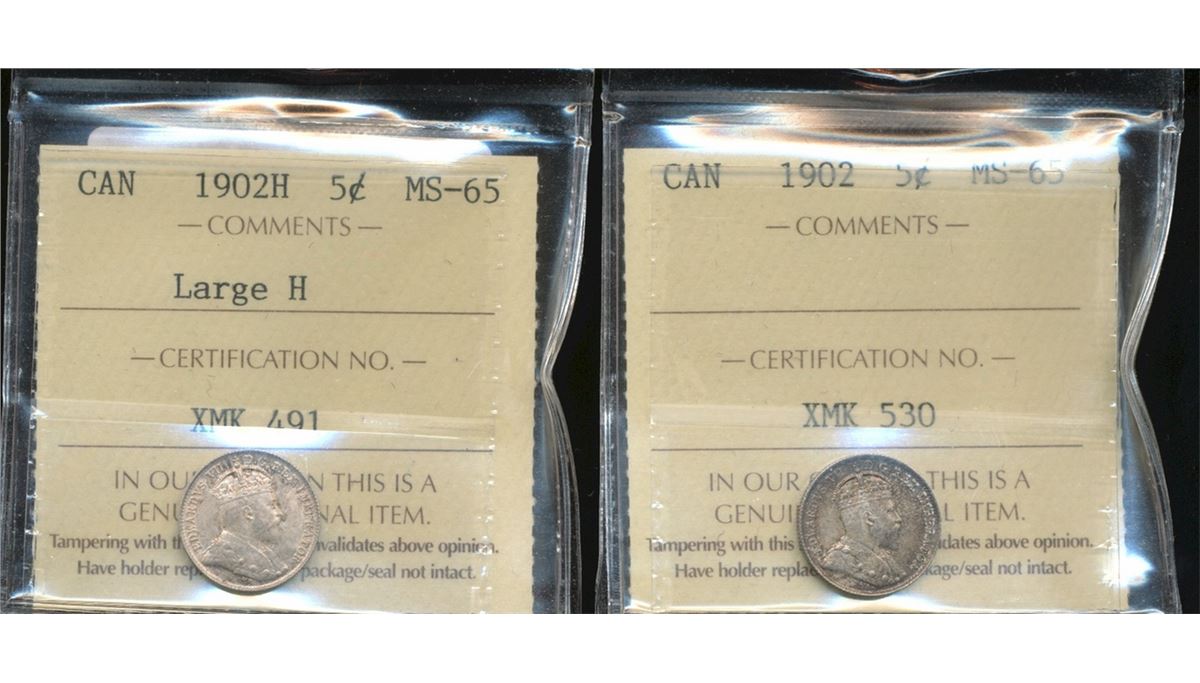 CAN 1902H 5¢ MS-65
— COMMENTS —
Large H
— CERTIFICATION NO. —
XMK 491
IN OUR N THIS IS A
GENU NAL ITEM.
Tampering with th nvalidates above opinion.
Have holder rep package/seal not intact.
CAN 1902 5¢ MS-65
— COMMENTS —
— CERTIFICATION NO. —
XMK 530
IN OUR THIS IS A
GENUI L ITEM.
Tampering with this idates above opinion.
Have holder replac kage/seal not intact.